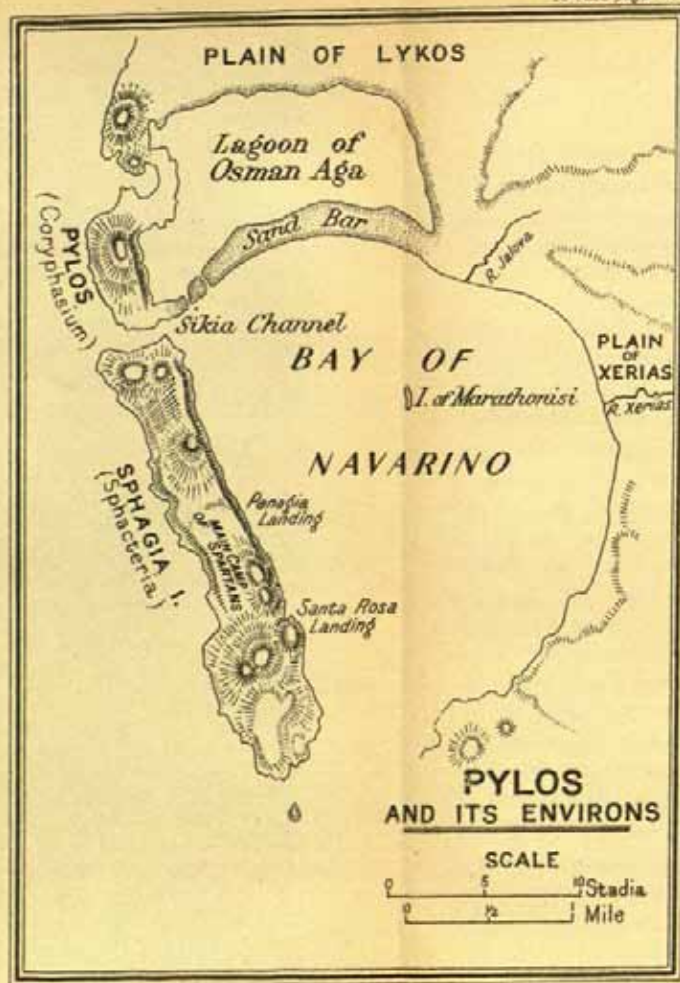 PLAIN OF LYKOS
Lagoon of
Osman Aga
Sand Bar
R. Jalova
PYLOS
(Coryphasium)
Sikia Channel
BAY OF
NAVARINO
I. of Marathonisi
PLAIN
OF
XERIAS
R. Xerias
SPHAGIA I.
(Sphacteria)
Panagia
Landing
MAIN CAMP
OF SPARTANS
Santa Rosa
Landing
PYLOS
AND ITS ENVIRONS
SCALE
0 5 10 Stadia
0 ½ 1 Mile